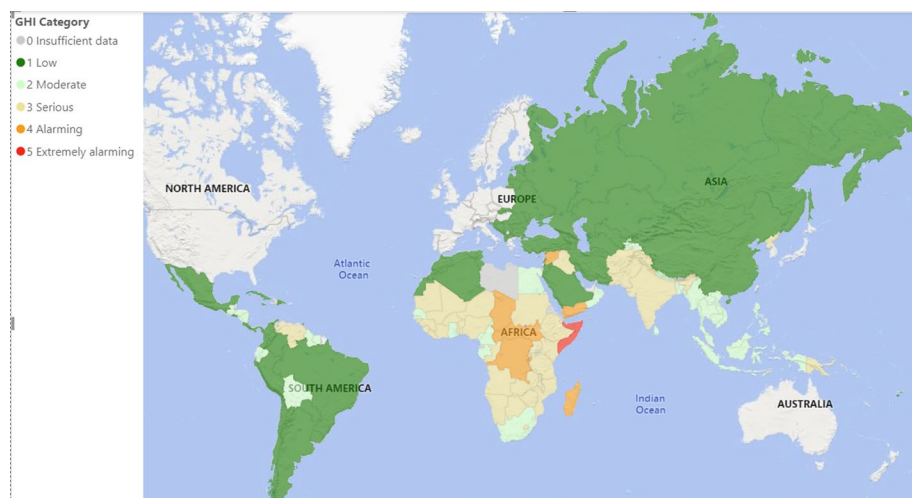 GHI Category
0 Insufficient data
1 Low
2 Moderate
3 Serious
4 Alarming
5 Extremely alarming
NORTH AMERICA
EUROPE
ASIA
Atlantic
Ocean
AFRICA
SOUTH AMERICA
Indian
Ocean
AUSTRALIA